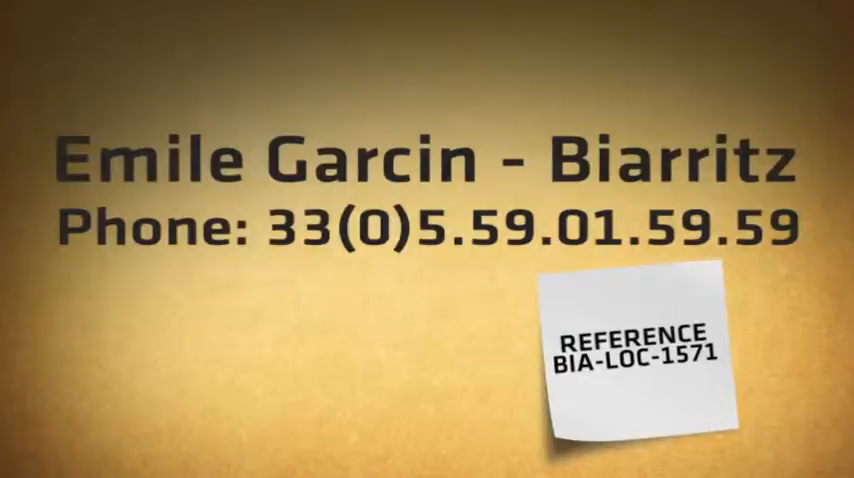 Emile Garcin - Biarritz
Phone: 33(0)5.59.01.59.59
REFERENCE
BIA-LOC-1571